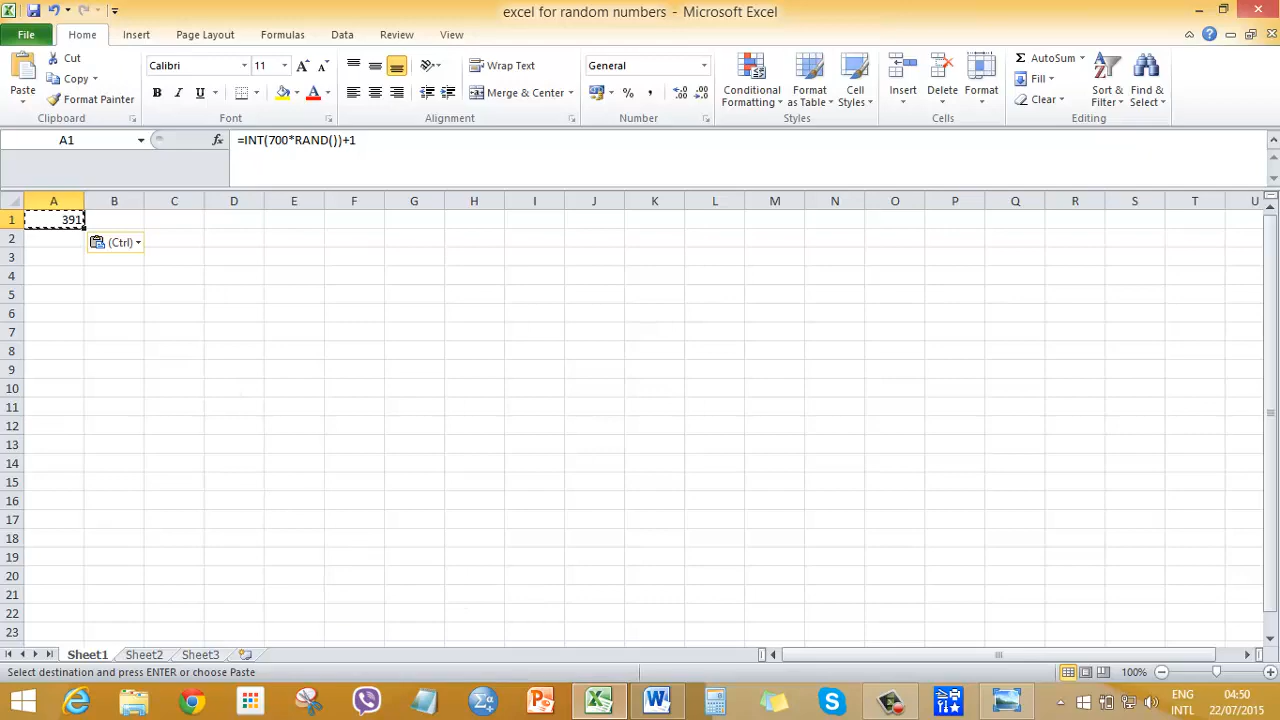 excel for random numbers - Microsoft Excel
File Home Insert Page Layout Formulas Data Review View
Paste
Cut
Copy
Format Painter
Clipboard
Calibri 11
B I U
Font
Wrap Text
Merge & Center
Alignment
General
%
Number
Conditional Formatting
Format as Table
Cell Styles
Styles
Insert
Delete
Format
Cells
Σ AutoSum
Fill
Clear
Sort & Filter
Find & Select
Editing
A1
fx
=INT(700*RAND())+1
A B C D E F G H I J K L M N O P Q R S T U
1 391
2
(Ctrl)
3
4
5
6
7
8
9
10
11
12
13
14
15
16
17
18
19
20
21
22
23
Sheet1 Sheet2 Sheet3
Select destination and press ENTER or choose Paste
100%
ENG 04:50
INTL 22/07/2015